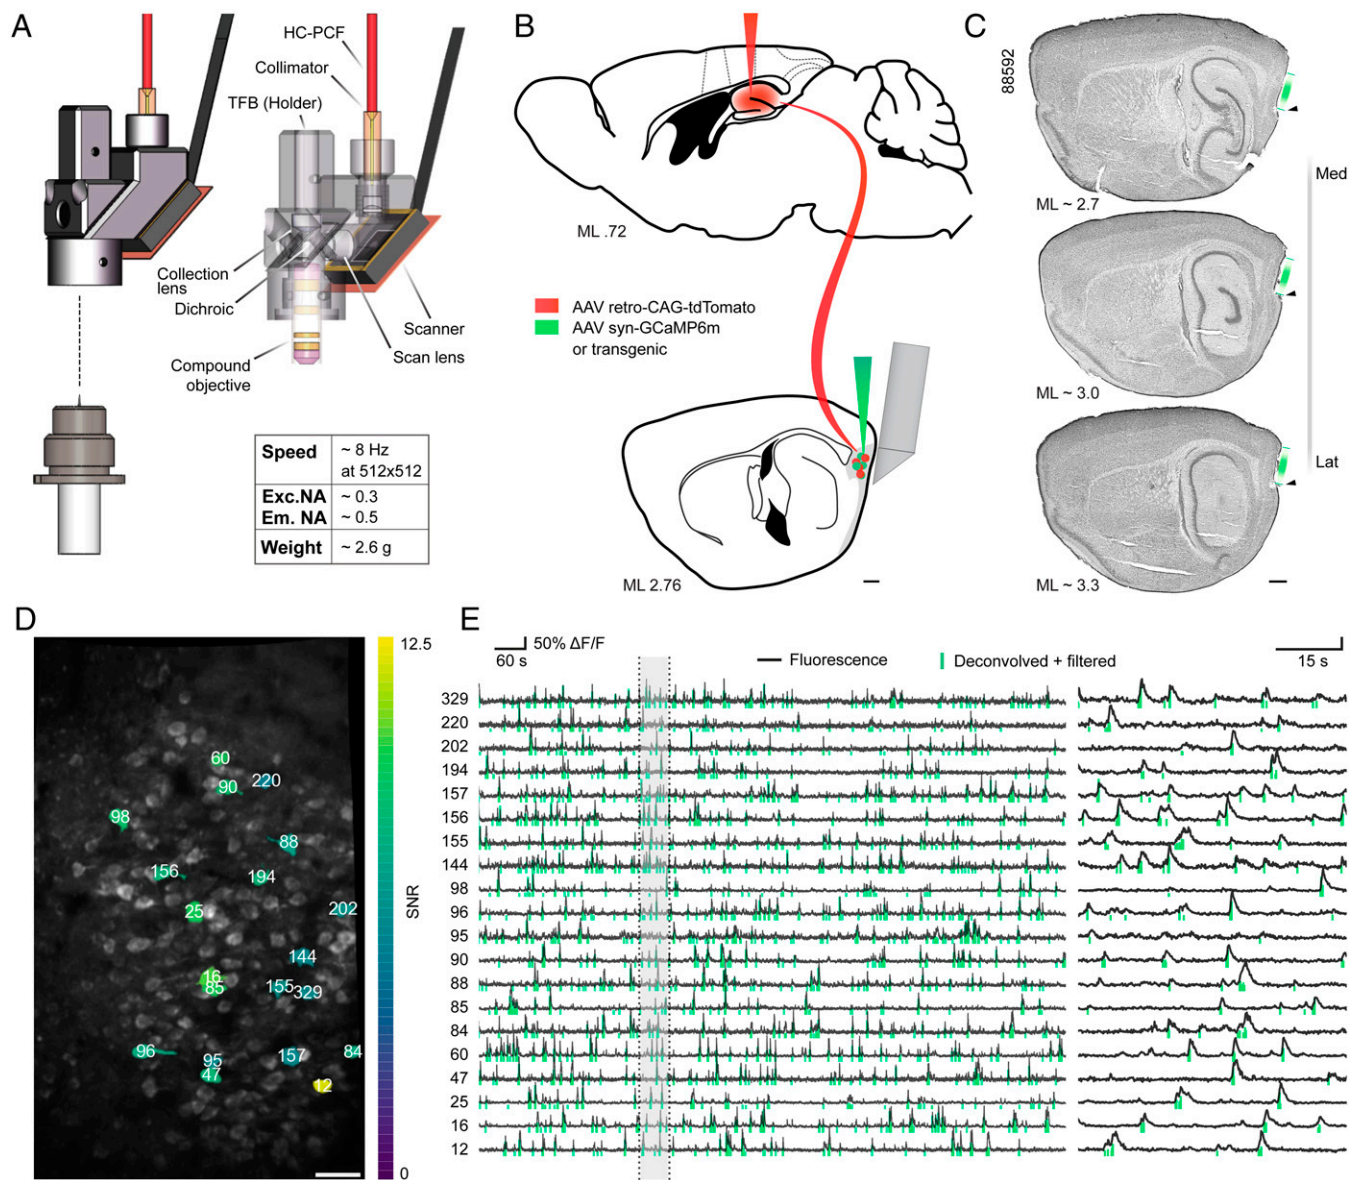 A
HC-PCF
Collimator
TFB (Holder)
Collection
lens
Dichroic
Scanner
Scan lens
Compound
objective
Speed
~ 8 Hz
at 512x512
Exc.NA
~ 0.3
Em. NA
~ 0.5
Weight
~ 2.6 g
B
ML .72
AAV retro-CAG-tdTomato
AAV syn-GCaMP6m
or transgenic
ML 2.76
C
88592
ML ~ 2.7
Med
ML ~ 3.0
Lat
ML ~ 3.3
D
60
90
220
98
88
156
194
25
202
144
16
85
155
329
96
95
157
84
47
12
12.5
SNR
0
E
50% ΔF/F
60 s
Fluorescence
Deconvolved + filtered
15 s
329
220
202
194
157
156
155
144
98
96
95
90
88
85
84
60
47
25
16
12